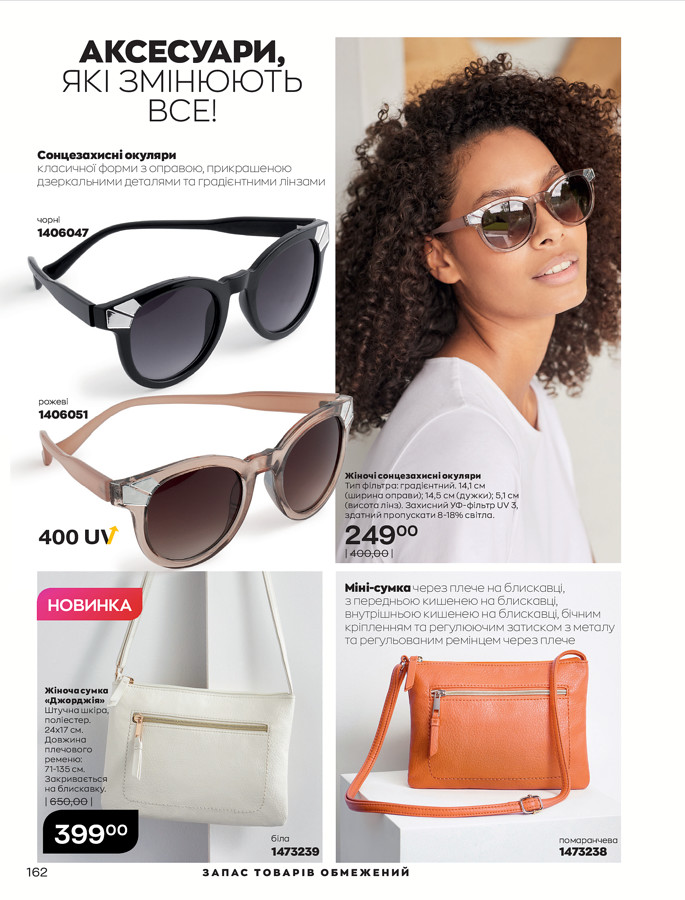 АКСЕСУАРИ,
ЯКІ ЗМІНЮЮТЬ
ВСЕ!
Сонцезахисні окуляри
класичної форми з оправою, прикрашеною
дзеркальними деталями та градієнтними лінзами
чорні
1406047
рожеві
1406051
400 UV
Жіночі сонцезахисні окуляри
Тип фільтра: градієнтний. 14,1 см
(ширина оправи); 14,5 см (дужки); 5,1 см
(висота лінз). Захисний УФ-фільтр UV 3,
здатний пропускати 8-18% світла.
249⁰⁰
| 400,00 |
НОВИНКА
Жіноча сумка
«Джорджія»
Штучна шкіра,
поліестер.
24х17 см.
Довжина
плечового
ременю:
71-135 см.
Закривається
на блискавку.
| 650,00 |
399⁰⁰
біла
1473239
Міні-сумка через плече на блискавці,
з передньою кишенею на блискавці,
внутрішньою кишенею на блискавці, бічним
кріпленням та регулюючим затиском з металу
та регульованим ремінцем через плече
помаранчева
1473238
162
ЗАПАС ТОВАРІВ ОБМЕЖЕНИЙ